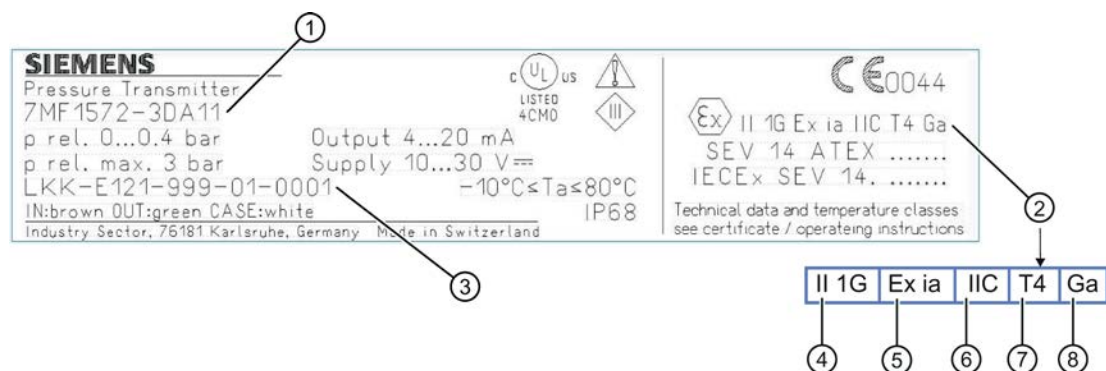 ①
SIEMENS
Pressure Transmitter
7MF1572-3DA11
p rel. 0...0.4 bar Output 4...20 mA
p rel. max. 3 bar Supply 10...30 V
LKK-E121-999-01-0001 -10°C≤Ta≤80°C
IN:brown OUT:green CASE:white IP68
Industry Sector, 76181 Karlsruhe, Germany Made in Switzerland
c UL us
LISTED
4CMO
III
CE0044
Ex II 1G Ex ia IIC T4 Ga
SEV 14 ATEX .......
IECEx SEV 14. .......
Technical data and temperature classes
see certificate / operateing instructions
②
③
II 1G Ex ia IIC T4 Ga
④ ⑤ ⑥ ⑦ ⑧